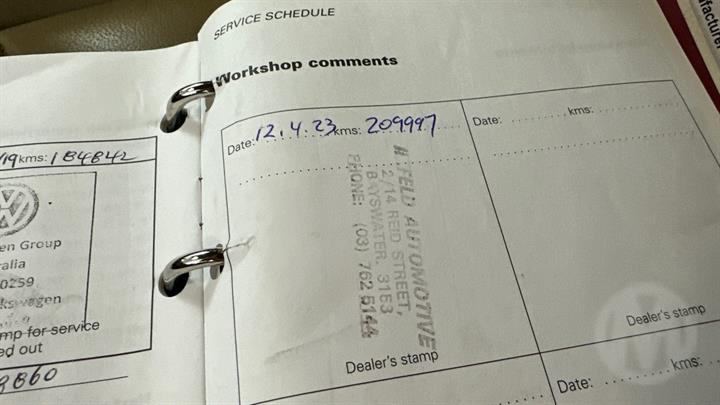 /19 kms: 184842
en Group
alia
0259
kswagen
mp for service
ed out
8860
SERVICE SCHEDULE
Workshop comments
Date: 12.4.23 kms: 209997
FELD AUTOMOTIVE
2/14 REID STREET,
BAYSWATER, 3153
PHONE: (03) 762 5144
Dealer's stamp
Date: kms:
Dealer's stamp
Date: kms: